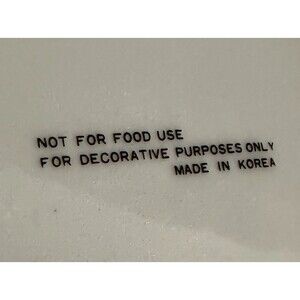 NOT FOR FOOD USE
FOR DECORATIVE PURPOSES ONLY
MADE IN KOREA